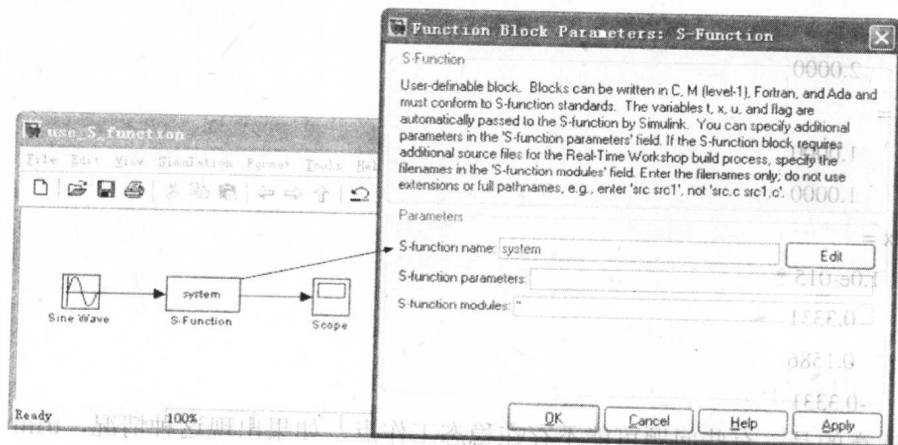 use_S_function
File Edit View Simulation Format Tools Hel
system
Sine Wave
S-Function
Scope
Ready
100%
Function Block Parameters: S-Function
S-Function
User-definable block. Blocks can be written in C, M (level-1), Fortran, and Ada and
must conform to S-function standards. The variables t, x, u, and flag are
automatically passed to the S-function by Simulink. You can specify additional
parameters in the 'S-function parameters' field. If the S-function block requires
additional source files for the Real-Time Workshop build process, specify the
filenames in the 'S-function modules' field. Enter the filenames only; do not use
extensions or full pathnames, e.g., enter 'src src1', not 'src.c src1.c'.
Parameters
S-function name: system
Edit
S-function parameters:
S-function modules: ''
OK
Cancel
Help
Apply
2.0000
1.0000
1.0e-015 *
0.3331
0.1586
-0.3331